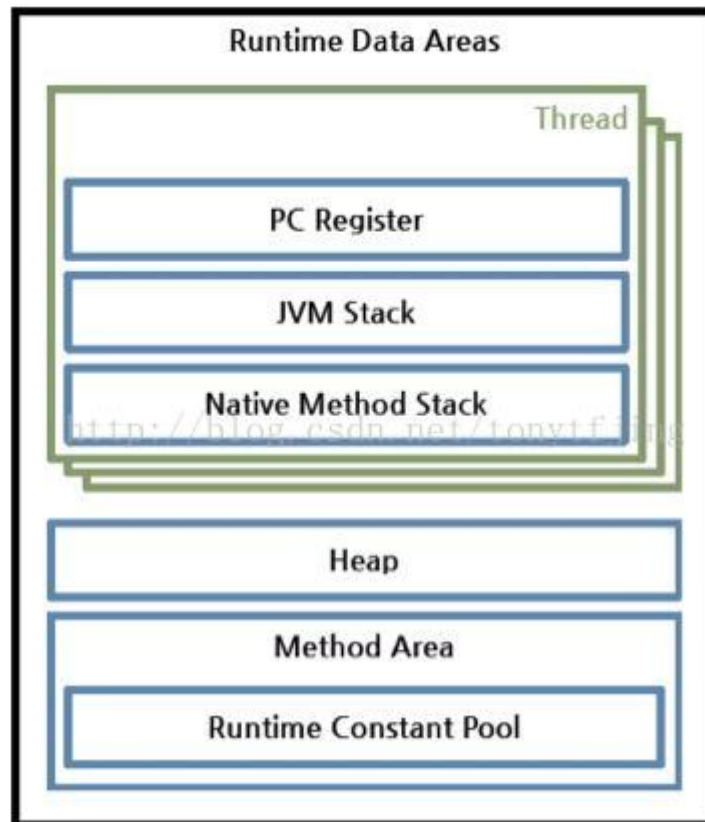 Runtime Data Areas
Thread
PC Register
JVM Stack
Native Method Stack
http://blog.csdn.net/tonytfjing
Heap
Method Area
Runtime Constant Pool